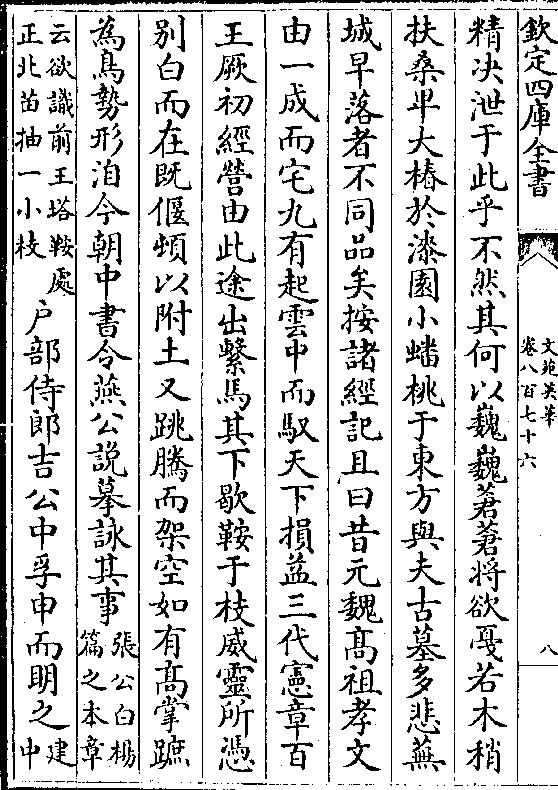 欽定四庫全書
文苑英華
卷八百七十六
八
精决泄于此乎不然其何以巍巍蒼蒼将欲戞若木梢
扶桑卑大椿於漆園小蟠桃于東方與夫古墓多悲蕪
城早落者不同品矣按諸經記且曰昔元魏髙祖孝文
由一成而宅九有起雲中而馭天下損益三代憲章百
王厥初經營由此途出繫馬其下歇鞍于枝威靈所憑
别白而在既偃頓以附土又跳騰而架空如有髙掌蹠
為鳥勢形洎今朝中書令燕公説摹詠其事張公白楊
篇之本章
云欲識前王塔鞍處
正北苗抽一小枝户部侍郎吉公中孚申而明之建
中